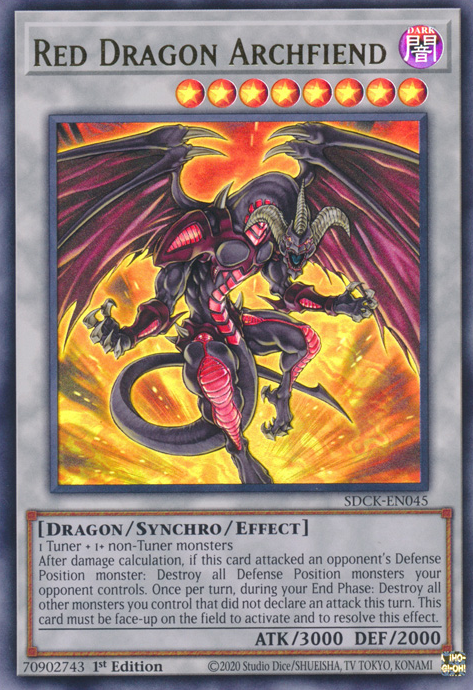 RED DRAGON ARCHFIEND
DARK
闇
SDCK-EN045
[DRAGON/SYNCHRO/EFFECT]
1 Tuner + 1+ non-Tuner monsters
After damage calculation, if this card attacked an opponent's Defense
Position monster: Destroy all Defense Position monsters your
opponent controls. Once per turn, during your End Phase: Destroy all
other monsters you control that did not declare an attack this turn. This
card must be face-up on the field to activate and to resolve this effect.
ATK/3000 DEF/2000
70902743 1st Edition ©2020 Studio Dice/SHUEISHA, TV TOKYO, KONAMI